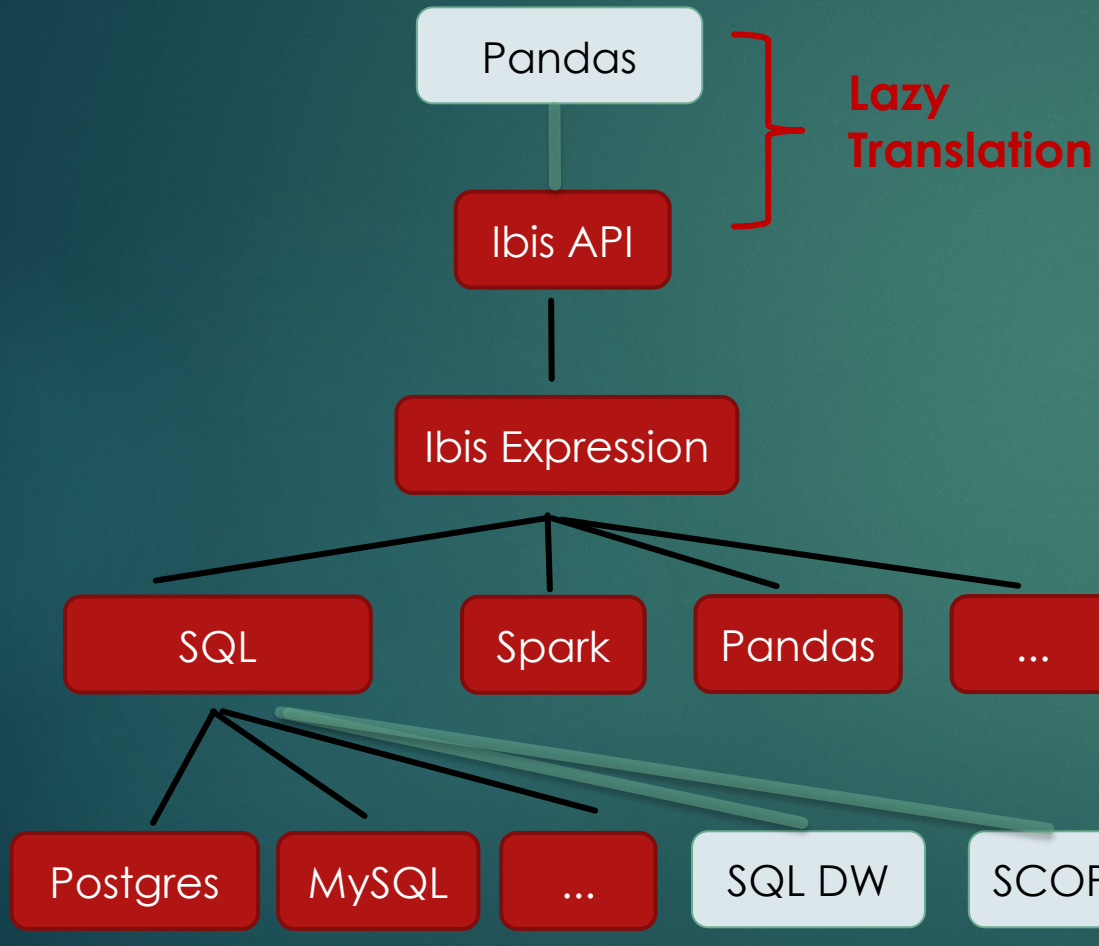 Pandas
Lazy
Translation
Ibis API
Ibis Expression
SQL
Spark
Pandas
...
Postgres
MySQL
...
SQL DW